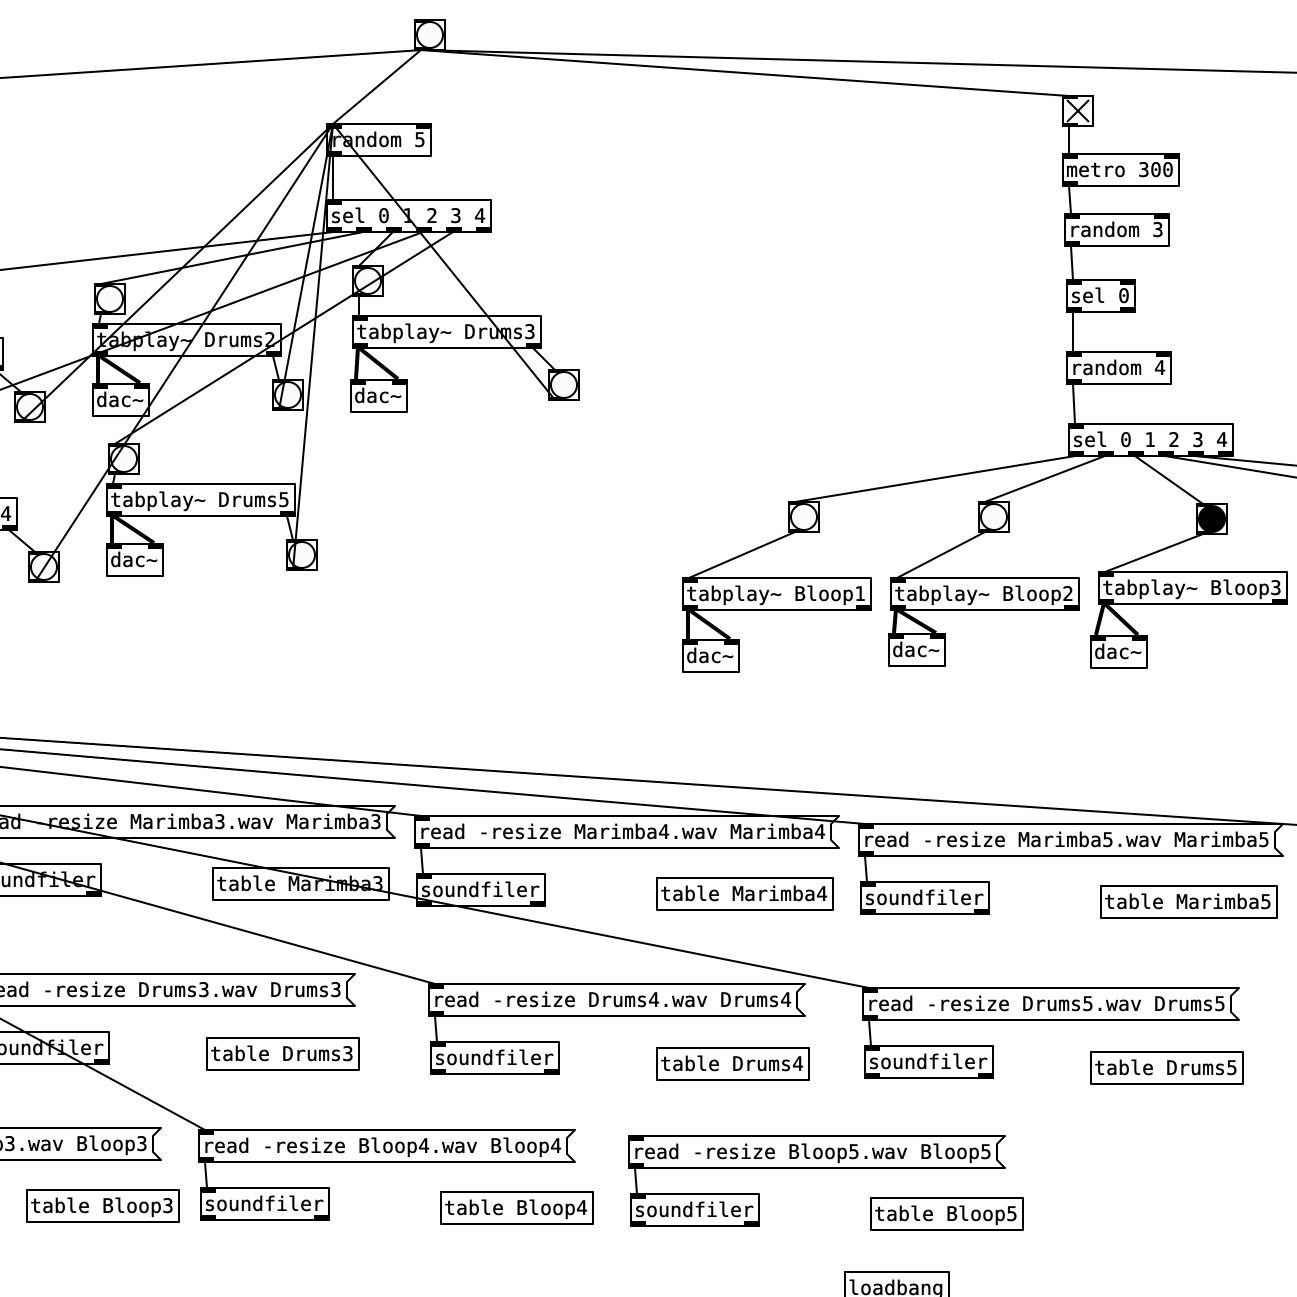 random 5
metro 300
sel 0 1 2 3 4
random 3
sel 0
tabplay~ Drums2
tabplay~ Drums3
random 4
dac~
dac~
sel 0 1 2 3 4
tabplay~ Drums5
4
dac~
tabplay~ Bloop1
tabplay~ Bloop2
tabplay~ Bloop3
dac~
dac~
dac~
ad -resize Marimba3.wav Marimba3
read -resize Marimba4.wav Marimba4
read -resize Marimba5.wav Marimba5
undfiler
table Marimba3
soundfiler
table Marimba4
soundfiler
table Marimba5
ead -resize Drums3.wav Drums3
read -resize Drums4.wav Drums4
read -resize Drums5.wav Drums5
oundfiler
table Drums3
soundfiler
table Drums4
soundfiler
table Drums5
p3.wav Bloop3
read -resize Bloop4.wav Bloop4
read -resize Bloop5.wav Bloop5
table Bloop3
soundfiler
table Bloop4
soundfiler
table Bloop5
loadbang